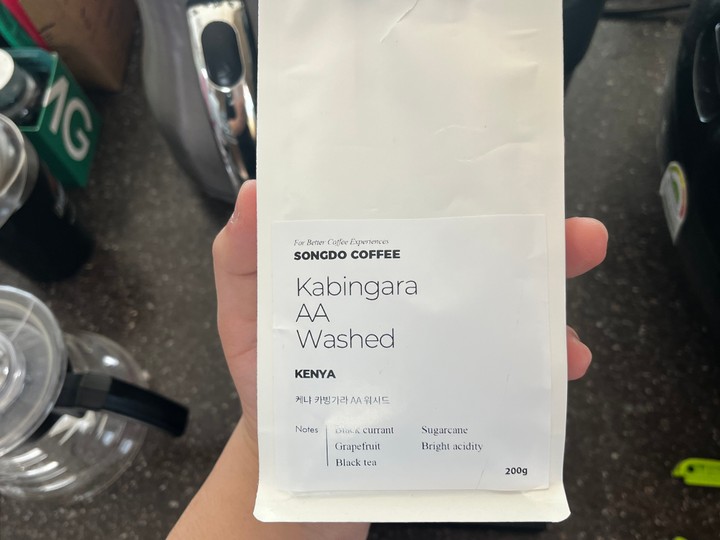 MG
For Better Coffee Experiences
SONGDO COFFEE
Kabingara
AA
Washed
KENYA
케냐 카빙가라 AA 워시드
Notes
Black currant Sugarcane
Grapefruit Bright acidity
Black tea
200g